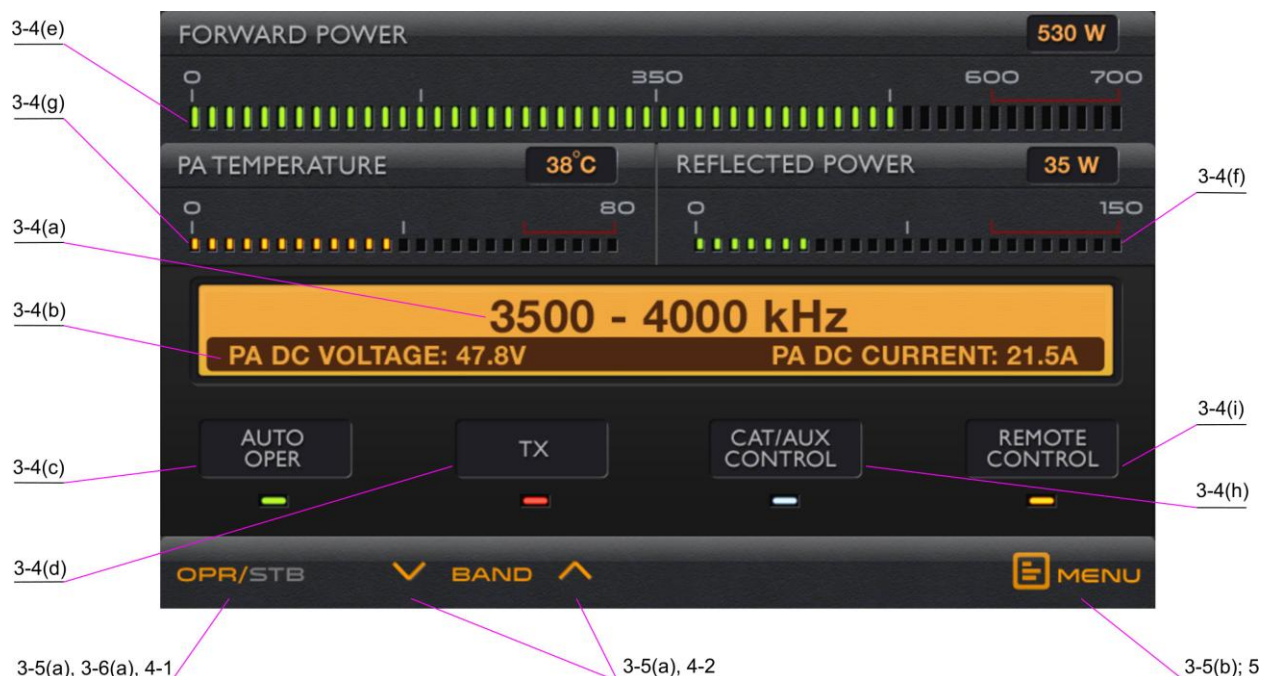 3-4(e)
FORWARD POWER
530 W
0 350 600 700
3-4(g)
PA TEMPERATURE
38°C
REFLECTED POWER
35 W
3-4(f)
0 80
0 150
3-4(a)
3500 - 4000 kHz
3-4(b)
PA DC VOLTAGE: 47.8V
PA DC CURRENT: 21.5A
3-4(i)
AUTO
OPER
TX
CAT/AUX
CONTROL
REMOTE
CONTROL
3-4(c)
3-4(h)
3-4(d)
OPR/STB
BAND
MENU
3-5(a), 3-6(a), 4-1
3-5(a), 4-2
3-5(b); 5